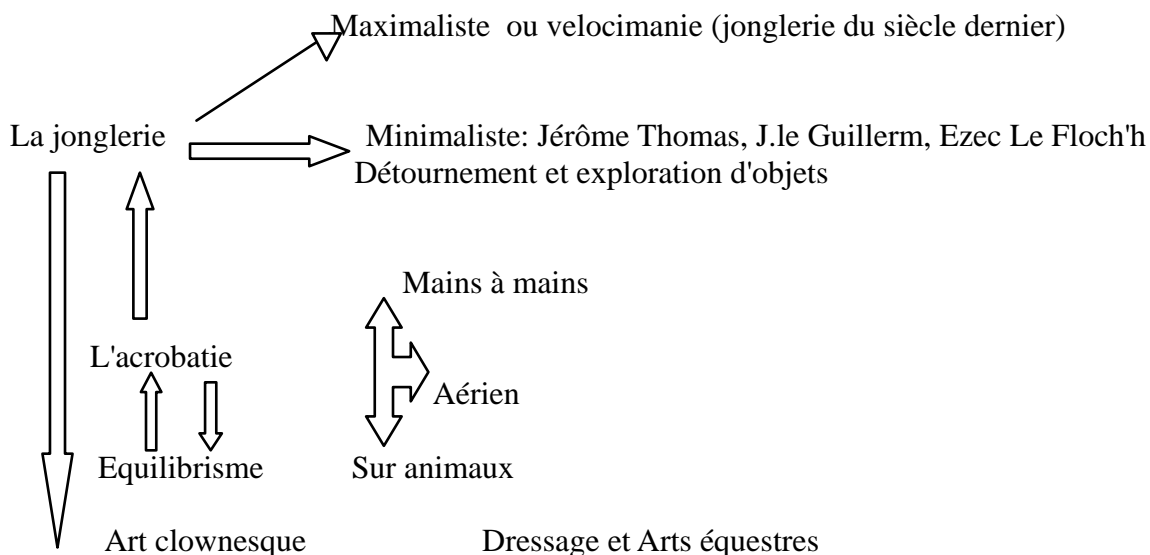 Maximaliste ou velocimanie (jonglerie du siècle dernier)
La jonglerie
Minimaliste: Jérôme Thomas, J.le Guillerm, Ezec Le Floch'h
Détournement et exploration d'objets
Mains à mains
L'acrobatie
Aérien
Equilibrisme
Sur animaux
Art clownesque
Dressage et Arts équestres